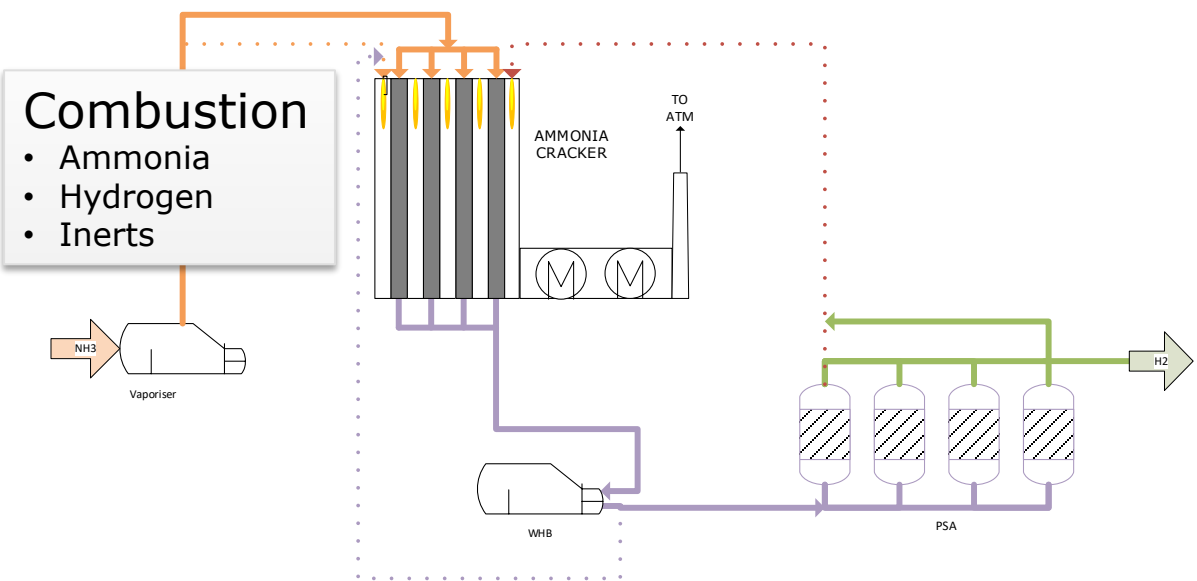 Combustion
• Ammonia
• Hydrogen
• Inerts
TO
ATM
AMMONIA
CRACKER
NH3
Vaporiser
H2
WHB
PSA